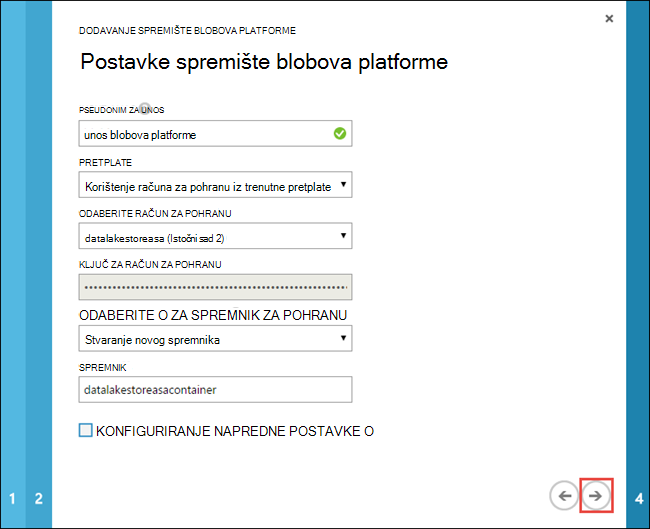 DODAVANJE SPREMIŠTE BLOBOVA PLATFORME
Postavke spremište blobova platforme
PSEUDONIM ZA UNOS
unos blobova platforme
PRETPLATE
Korištenje računa za pohranu iz trenutne pretplate
ODABERITE RAČUN ZA POHRANU
datalakestoreasa (Istočni sad 2)
KLJUČ ZA RAČUN ZA POHRANU
ODABERITE O ZA SPREMNIK ZA POHRANU
Stvaranje novog spremnika
SPREMNIK
datalakestoreasacontainer
KONFIGURIRANJE NAPREDNE POSTAVKE O
1 2 4